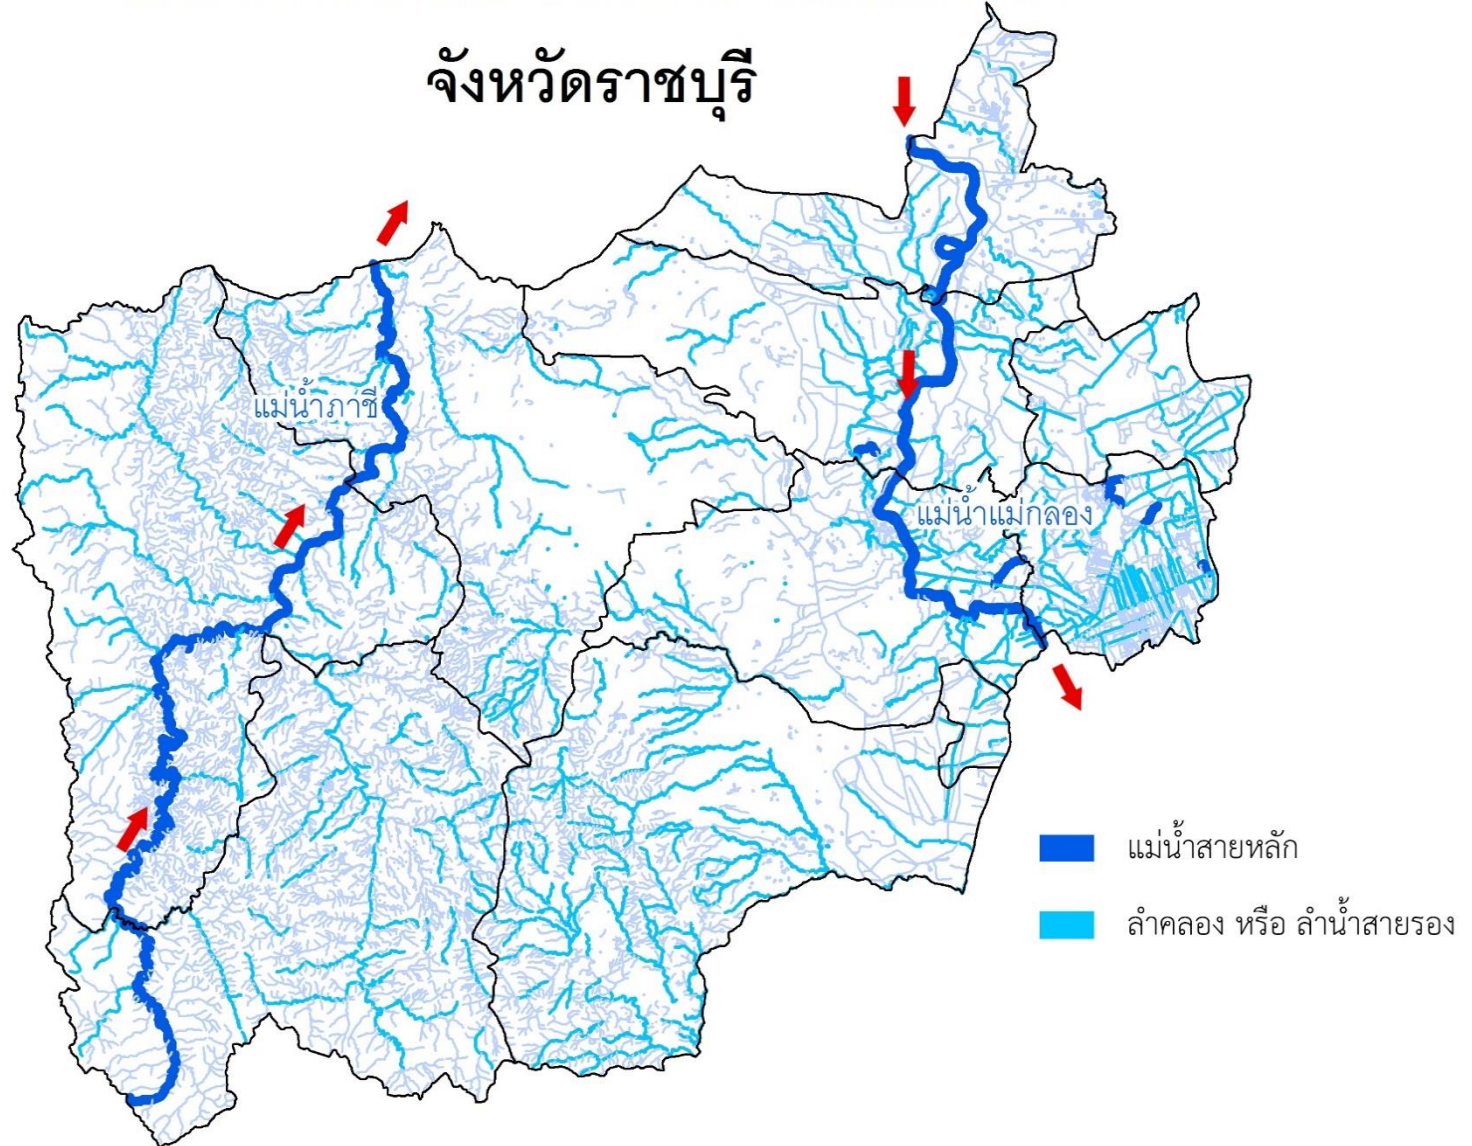 จังหวัดราชบุรี
แม่น้ำภาชี
แม่น้ำแม่กลอง
แม่น้ำสายหลัก
ลำคลอง หรือ ลำน้ำสายรอง